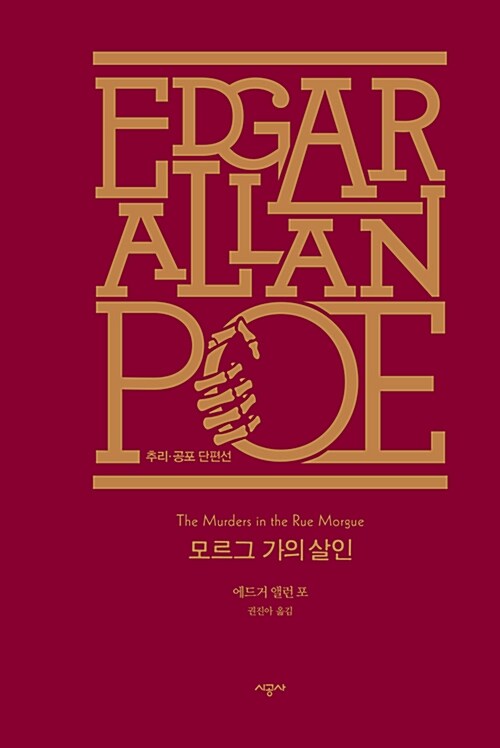 EDGAR
ALLAN
POE
추리·공포 단편선
The Murders in the Rue Morgue
모르그 가의 살인
에드거 앨런 포
권진아 옮김
시공사